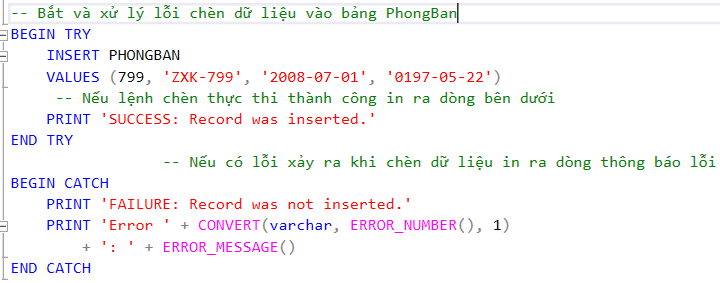 -- Bắt và xử lý lỗi chèn dữ liệu vào bảng PhongBan
BEGIN TRY
INSERT PHONGBAN
VALUES (799, 'ZXK-799', '2008-07-01', '0197-05-22')
-- Nếu lệnh chèn thực thi thành công in ra dòng bên dưới
PRINT 'SUCCESS: Record was inserted.'
END TRY
-- Nếu có lỗi xảy ra khi chèn dữ liệu in ra dòng thông báo lỗi
BEGIN CATCH
PRINT 'FAILURE: Record was not inserted.'
PRINT 'Error ' + CONVERT(varchar, ERROR_NUMBER(), 1)
+ ': ' + ERROR_MESSAGE()
END CATCH